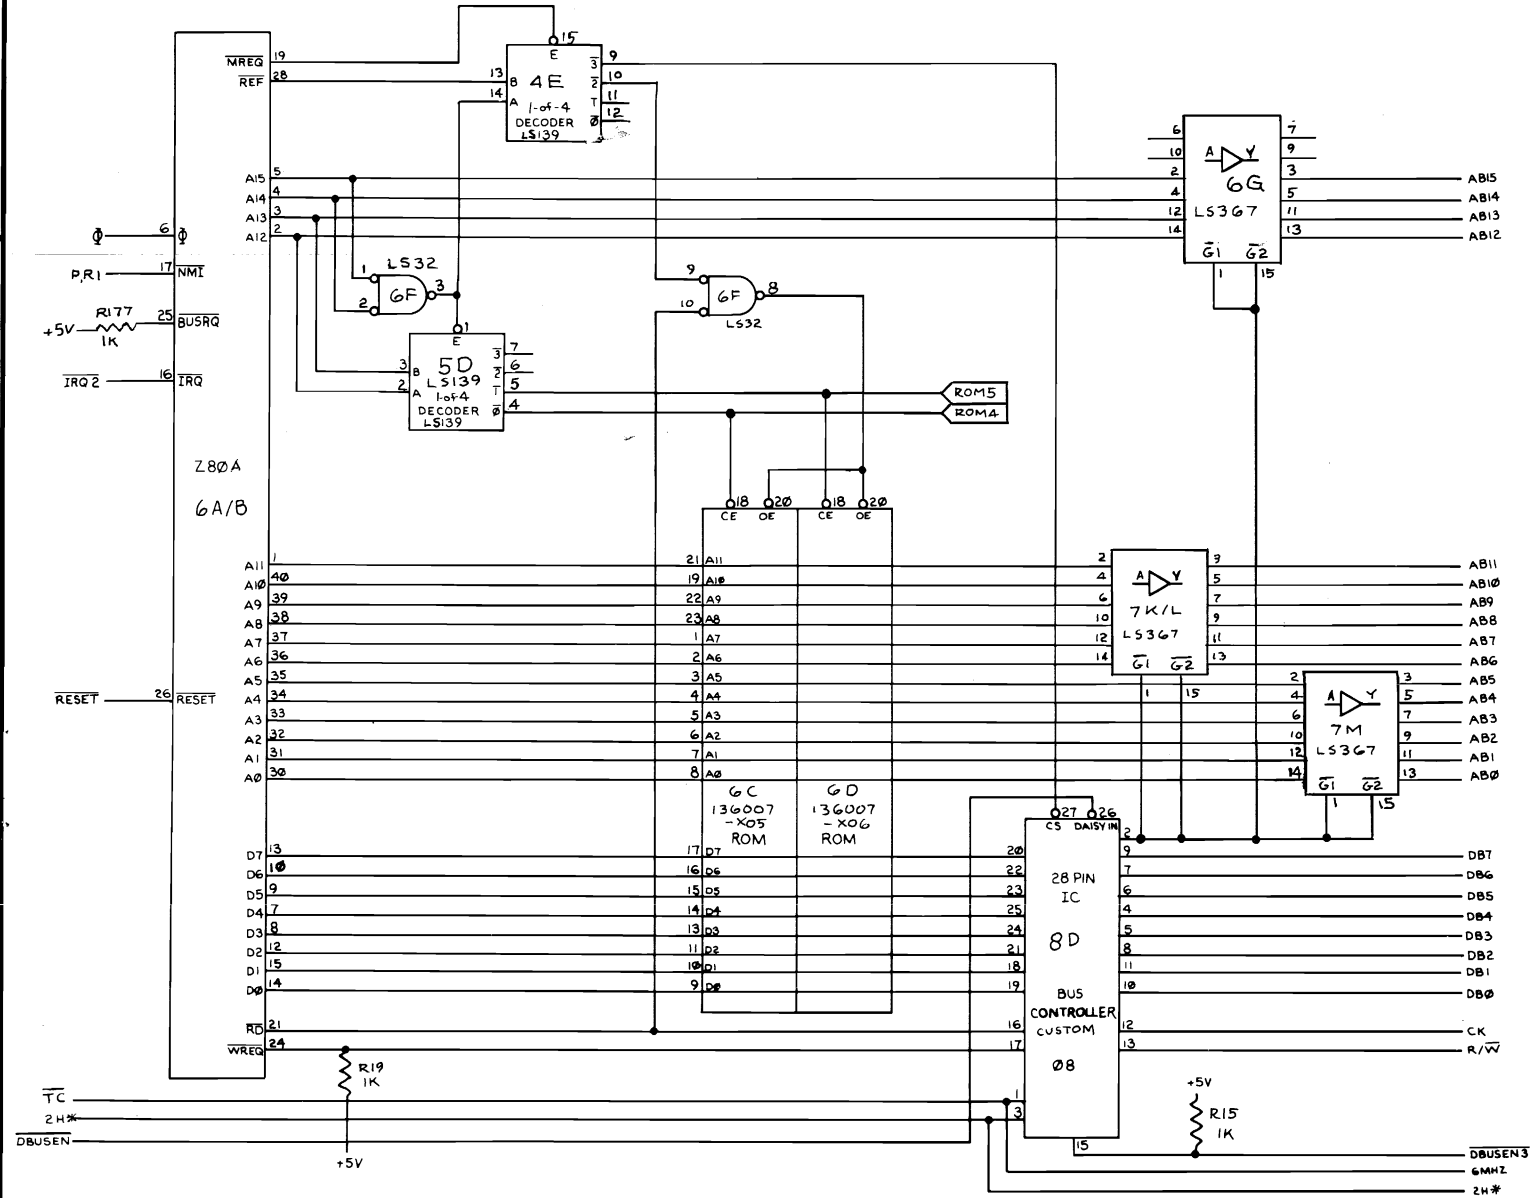 MREQ 19
REF 28
15
E
13 B 4E 3 9
14 A 1-of-4 2 10
DECODER 1 11
LS139 Ø 12
A15 5
A14 4
A13 3
A12 2
Φ 6 Φ
P,R1 17 NMI
R177
+5V 25 BUSRQ
1K
IRQ2 16 IRQ
Z80A
6A/B
LS32
1
2 6F 3
1
E
3 B 5D 3 7
2 A LS139 2 6
1-of-4 1 5
DECODER Ø 4
LS139
9
10 6F 8
LS32
ROM5
ROM4
6 A Y 7
10 9
2 6G 3 AB15
4 5 AB14
12 LS367 11 AB13
14 13 AB12
G1 G2
1 15
18 20 18 20
CE OE CE OE
A11 1 21 A11 2 3 AB11
A1Ø 40 19 A1Ø 4 A Y 5 AB1Ø
A9 39 22 A9 6 7 AB9
A8 38 23 A8 10 7K/L 9 AB8
A7 37 1 A7 12 LS367 11 AB7
A6 36 2 A6 14 G1 G2 13 AB6
1 15
A5 35 3 A5 2 3 AB5
RESET 26 RESET A4 34 4 A4 4 A Y 5 AB4
A3 33 5 A3 6 7 AB3
A2 32 6 A2 10 7M 9 AB2
A1 31 7 A1 12 LS367 11 AB1
AØ 30 8 AØ 14 G1 G2 13 ABØ
1 15
6C 6D
136007 136007
-X05 -X06
ROM ROM
27 26
CS DAISY IN 2
D7 13 17 D7 20 9 DB7
D6 10 16 D6 22 28 PIN 7 DB6
D5 9 15 D5 23 IC 6 DB5
D4 7 14 D4 25 4 DB4
D3 8 13 D3 24 8D 5 DB3
D2 12 11 D2 21 8 DB2
D1 15 10 D1 18 11 DB1
DØ 14 9 DØ 19 BUS 10 DBØ
CONTROLLER
RD 21 16 CUSTOM 12 CK
WREQ 24 17 13 R/W
Ø8
R19
1K
+5V
TC 1
2H* 3
DBUSEN
+5V
R15
1K
15
DBUSEN3
6MHZ
2H*